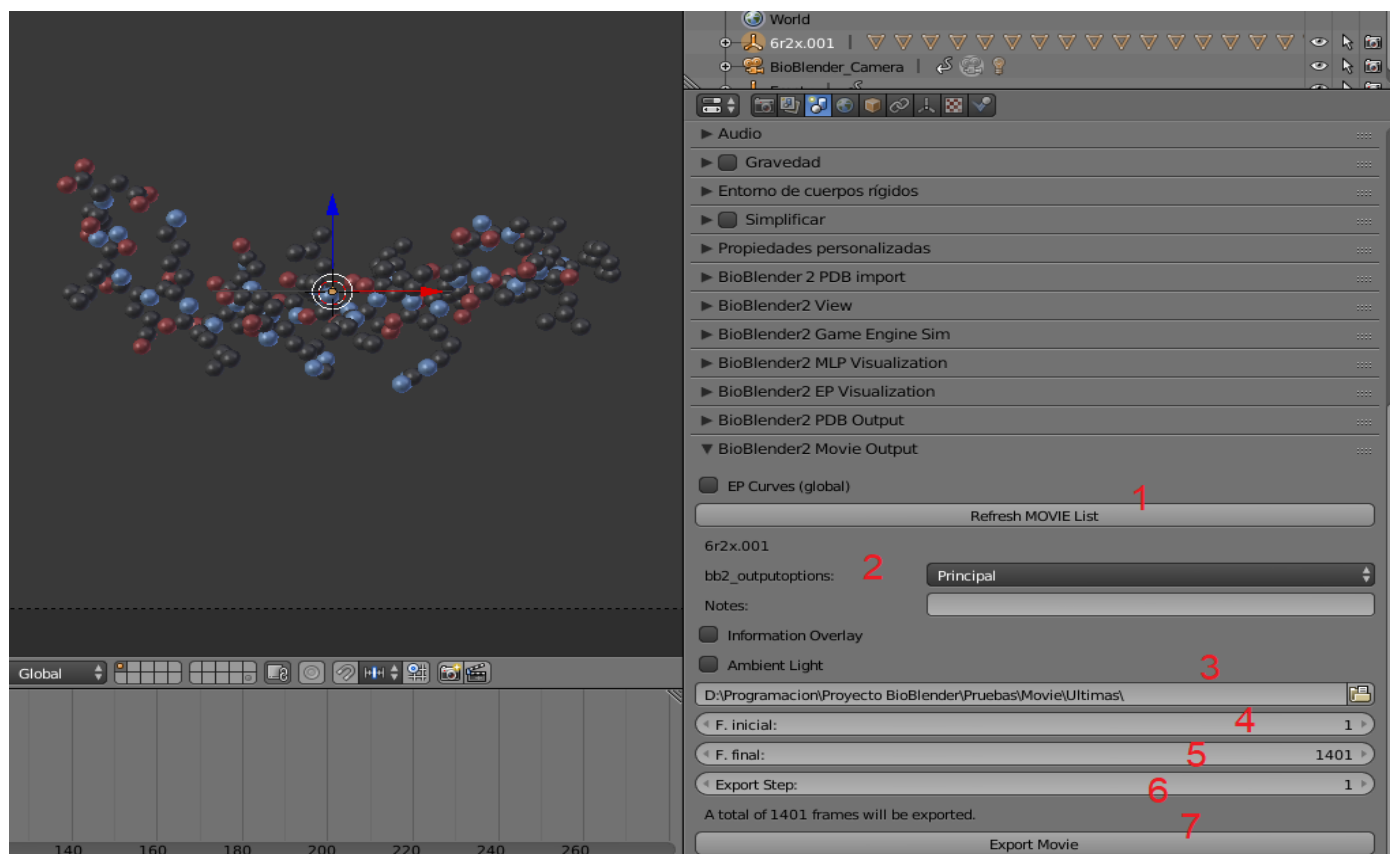 World
6r2x.001
BioBlender_Camera
Audio
Gravedad
Entorno de cuerpos rígidos
Simplificar
Propiedades personalizadas
BioBlender 2 PDB import
BioBlender2 View
BioBlender2 Game Engine Sim
BioBlender2 MLP Visualization
BioBlender2 EP Visualization
BioBlender2 PDB Output
BioBlender2 Movie Output
EP Curves (global)
1
Refresh MOVIE List
6r2x.001
2
bb2_outputoptions: Principal
Notes:
Information Overlay
Ambient Light
3
D:\Programacion\Proyecto BioBlender\Pruebas\Movie\Ultimas\
F. inicial: 4 1
F. final: 5 1401
Export Step: 6 1
A total of 1401 frames will be exported.
7
Export Movie
Global
140 160 180 200 220 240 260